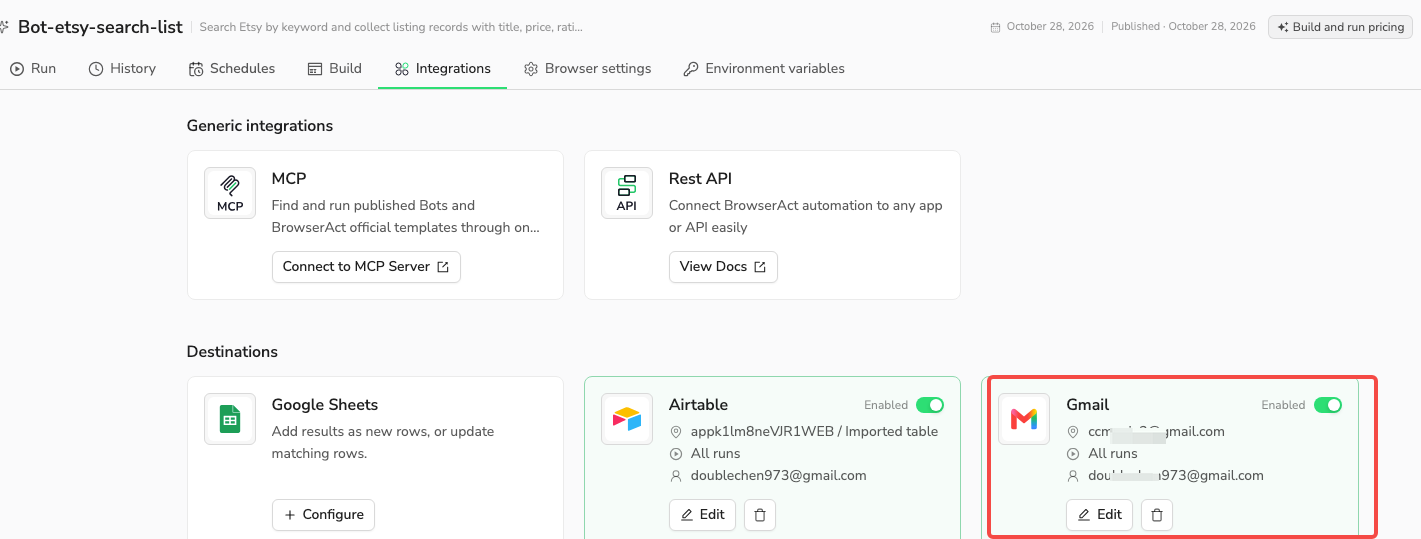 Bot-etsy-search-list
Search Etsy by keyword and collect listing records with title, price, rati...
October 28, 2026
Published · October 28, 2026
Build and run pricing
Run
History
Schedules
Build
Integrations
Browser settings
Environment variables
Generic integrations
MCP
MCP
Find and run published Bots and
BrowserAct official templates through on...
Connect to MCP Server
API
Rest API
Connect BrowserAct automation to any app
or API easily
View Docs
Destinations
Google Sheets
Add results as new rows, or update
matching rows.
+ Configure
Airtable
Enabled
appk1lm8neVJR1WEB / Imported table
All runs
doublechen973@gmail.com
Edit
Gmail
Enabled
gmail.com
All runs
973@gmail.com
Edit